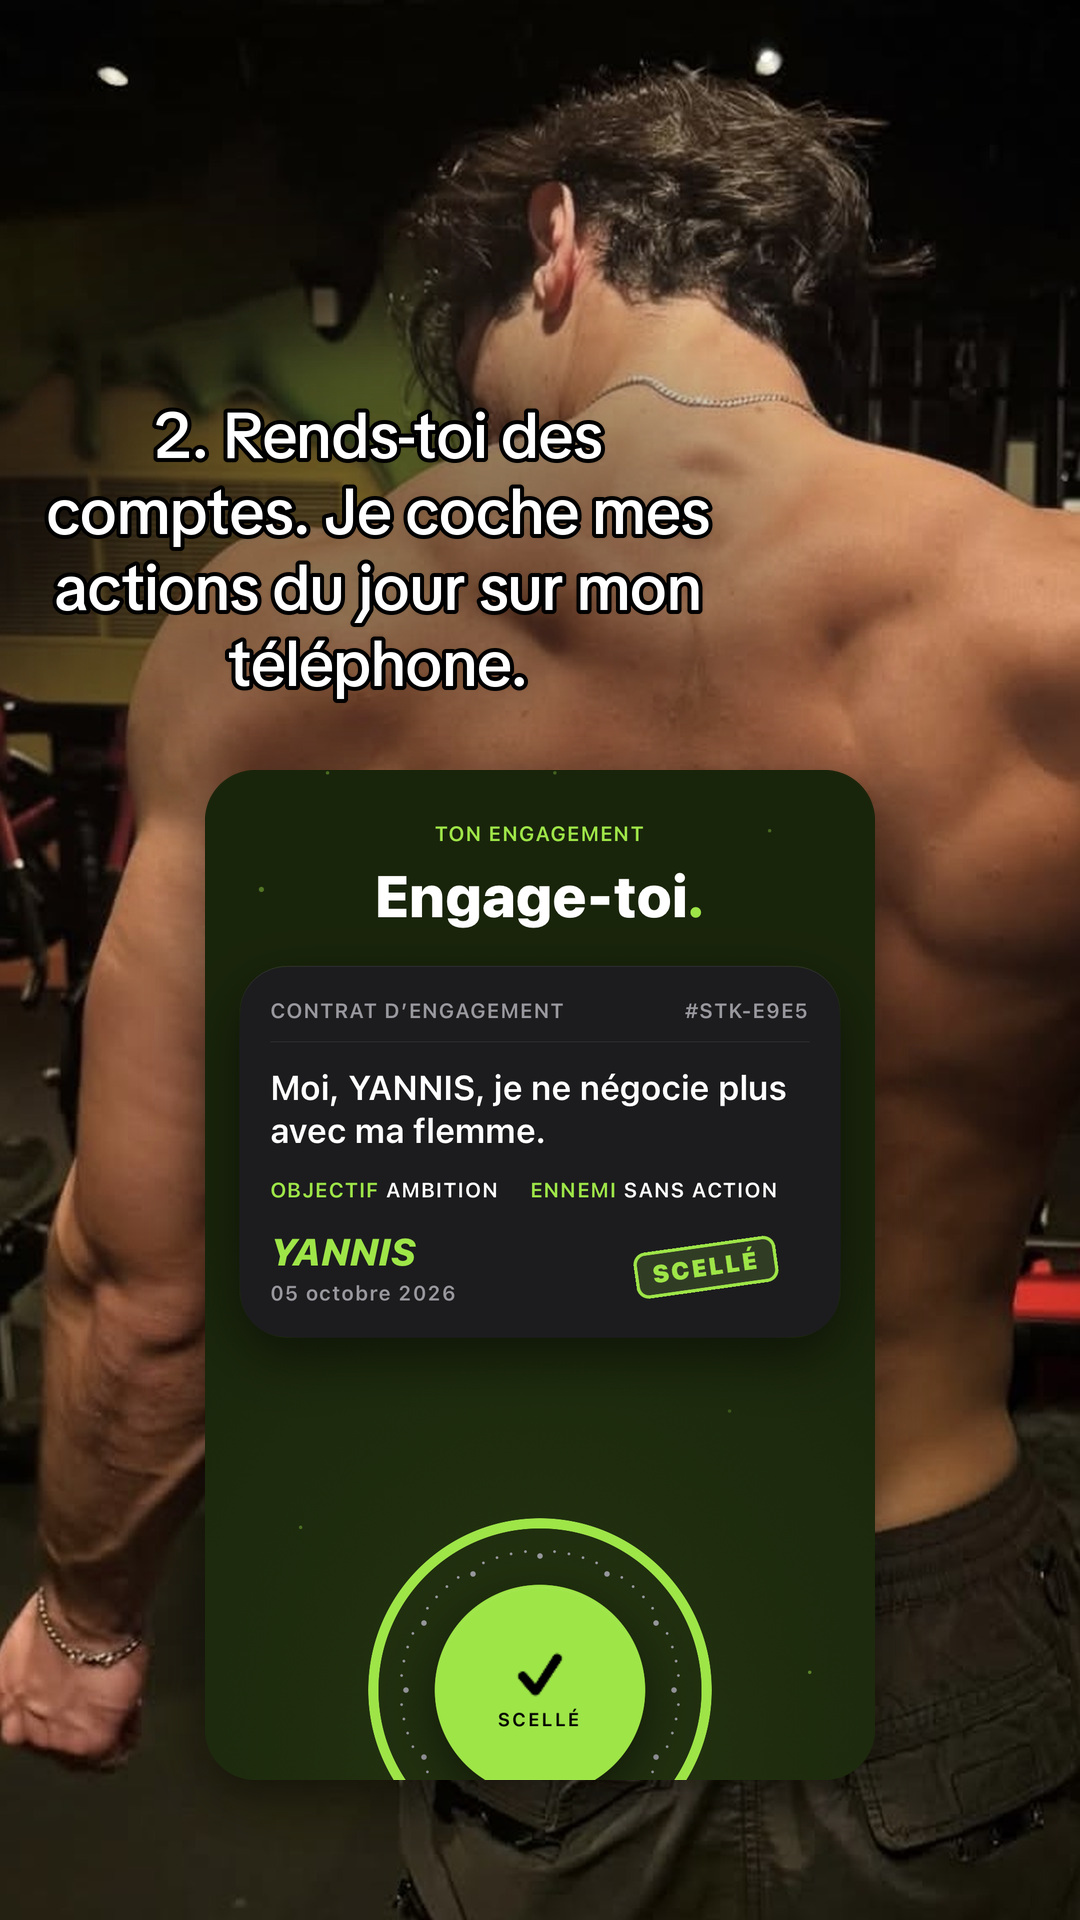 2. Rends-toi des
comptes. Je coche mes
actions du jour sur mon
téléphone.
TON ENGAGEMENT
Engage-toi.
CONTRAT D'ENGAGEMENT #STK-E9E5
Moi, YANNIS, je ne négocie plus
avec ma flemme.
OBJECTIF AMBITION ENNEMI SANS ACTION
YANNIS
SCELLÉ
05 octobre 2026
SCELLÉ